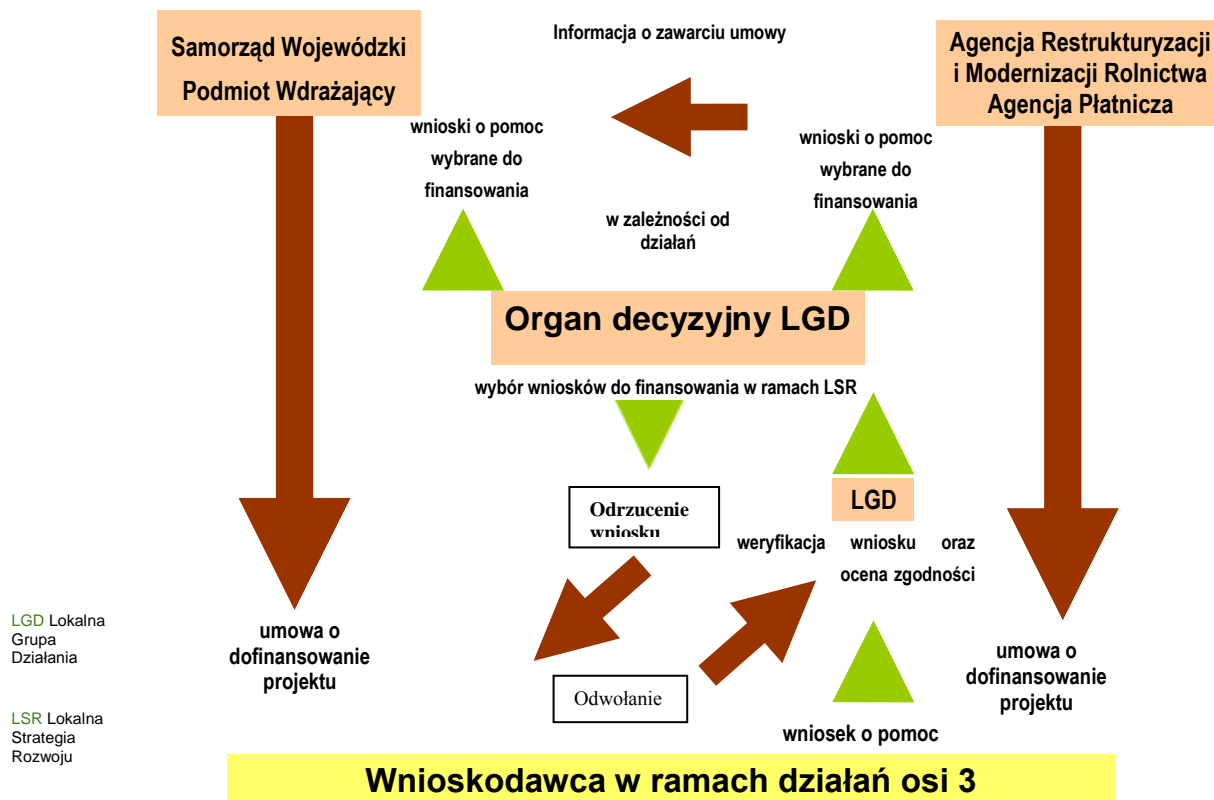 Samorząd Wojewódzki
Podmiot Wdrażający
Informacja o zawarciu umowy
Agencja Restrukturyzacji
i Modernizacji Rolnictwa
Agencja Płatnicza
wnioski o pomoc
wybrane do
finansowania
wnioski o pomoc
wybrane do
finansowania
w zależności od
działań
Organ decyzyjny LGD
wybór wniosków do finansowania w ramach LSR
Odrzucenie
wniosku
LGD
weryfikacja wniosku oraz
ocena zgodności
LGD Lokalna
Grupa
Działania
umowa o
dofinansowanie
projektu
Odwołanie
umowa o
dofinansowanie
projektu
LSR Lokalna
Strategia
Rozwoju
wniosek o pomoc
Wnioskodawca w ramach działań osi 3